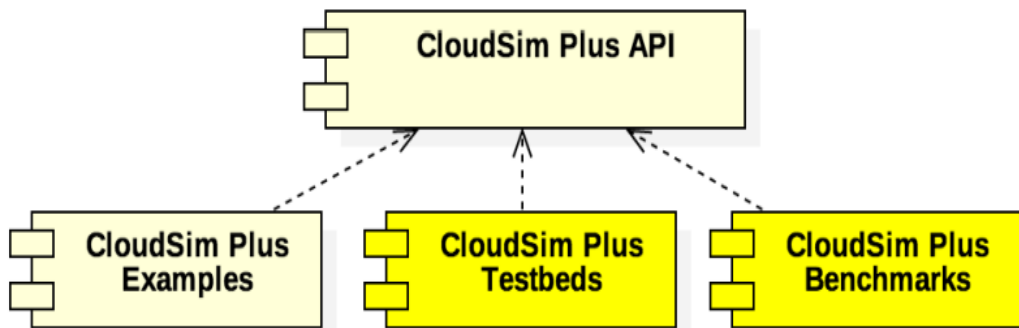 CloudSim Plus API
CloudSim Plus
Examples
CloudSim Plus
Testbeds
CloudSim Plus
Benchmarks